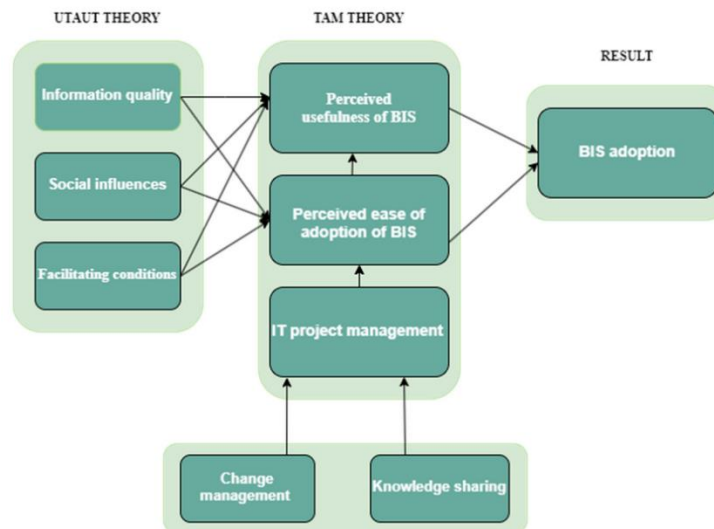 UTAUT THEORY
TAM THEORY
RESULT
Information quality
Social influences
Facilitating conditions
Perceived
usefulness of BIS
Perceived ease of
adoption of BIS
IT project management
BIS adoption
Change
management
Knowledge sharing